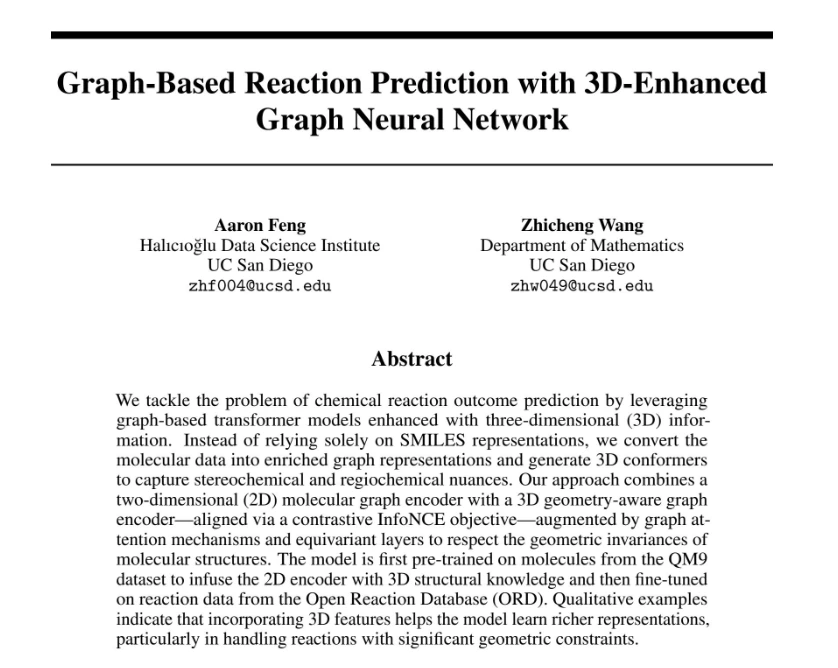 Graph-Based Reaction Prediction with 3D-Enhanced
Graph Neural Network
Aaron Feng
Halıcıoğlu Data Science Institute
UC San Diego
zhf004@ucsd.edu
Zhicheng Wang
Department of Mathematics
UC San Diego
zhw049@ucsd.edu
Abstract
We tackle the problem of chemical reaction outcome prediction by leveraging
graph-based transformer models enhanced with three-dimensional (3D) infor-
mation. Instead of relying solely on SMILES representations, we convert the
molecular data into enriched graph representations and generate 3D conformers
to capture stereochemical and regiochemical nuances. Our approach combines a
two-dimensional (2D) molecular graph encoder with a 3D geometry-aware graph
encoder—aligned via a contrastive InfoNCE objective—augmented by graph at-
tention mechanisms and equivariant layers to respect the geometric invariances of
molecular structures. The model is first pre-trained on molecules from the QM9
dataset to infuse the 2D encoder with 3D structural knowledge and then fine-tuned
on reaction data from the Open Reaction Database (ORD). Qualitative examples
indicate that incorporating 3D features helps the model learn richer representations,
particularly in handling reactions with significant geometric constraints.